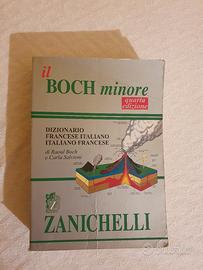 il
BOCH minore
quarta
edizione
DIZIONARIO
FRANCESE ITALIANO
ITALIANO FRANCESE
di Raoul Boch
e Carla Salvioni
ZANICHELLI